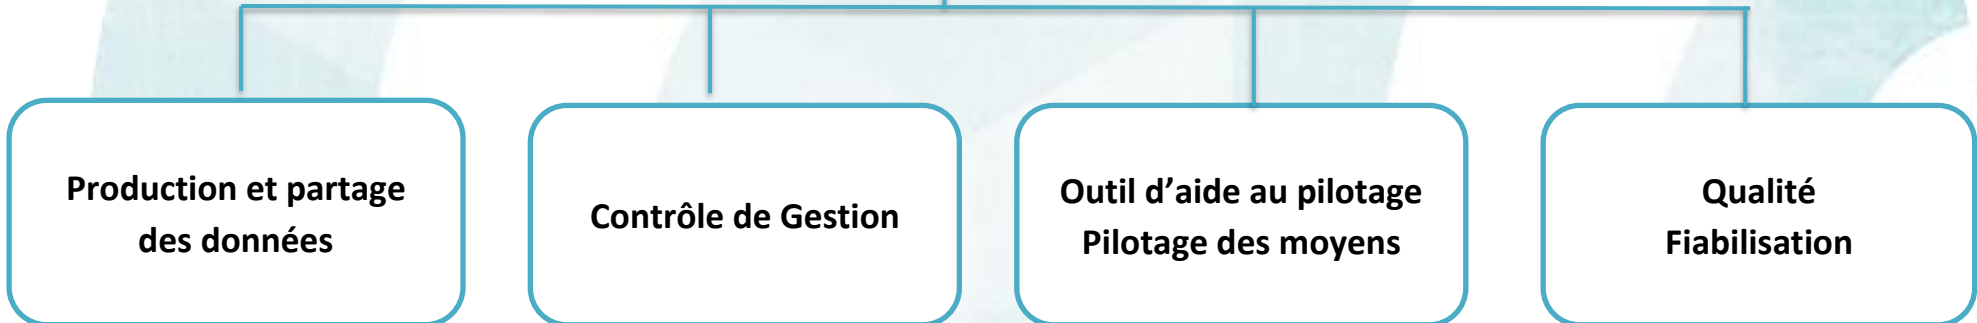 Production et partage
des données
Contrôle de Gestion
Outil d’aide au pilotage
Pilotage des moyens
Qualité
Fiabilisation